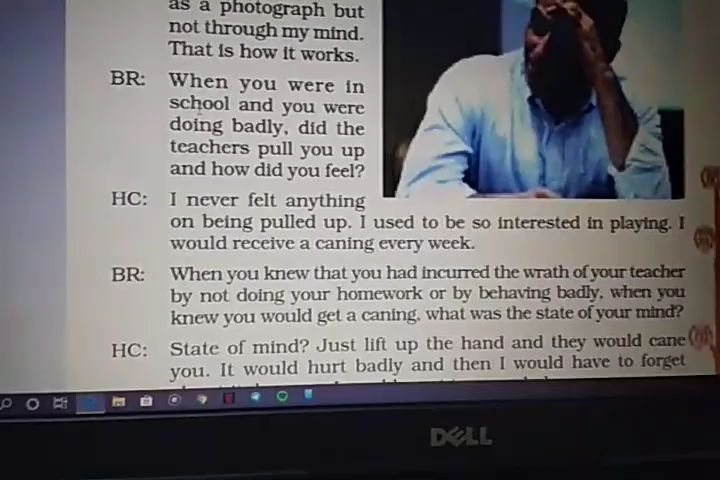 as a photograph but
not through my mind.
That is how it works.
BR: When you were in
school and you were
doing badly, did the
teachers pull you up
and how did you feel?
HC: I never felt anything
on being pulled up. I used to be so interested in playing. I
would receive a caning every week.
BR: When you knew that you had incurred the wrath of your teacher
by not doing your homework or by behaving badly, when you
knew you would get a caning, what was the state of your mind?
HC: State of mind? Just lift up the hand and they would cane
you. It would hurt badly and then I would have to forget
DELL